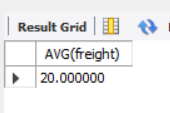 Result Grid
AVG(freight)
20.000000